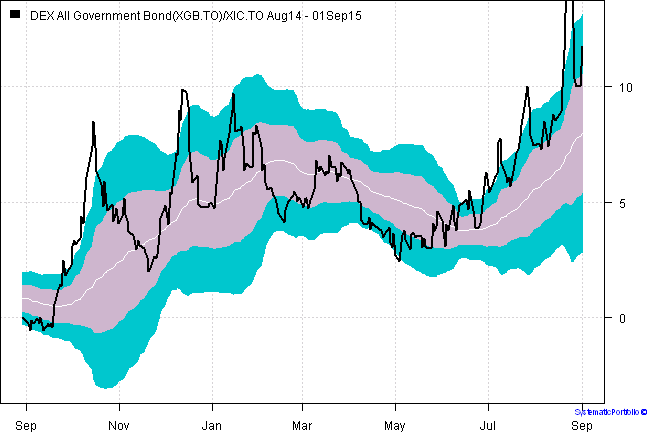 DEX All Government Bond(XGB.TO)/XIC.TO Aug14 - 01Sep15
10
5
0
Sep Nov Jan Mar May Jul Sep
SystematicPortfolio ©